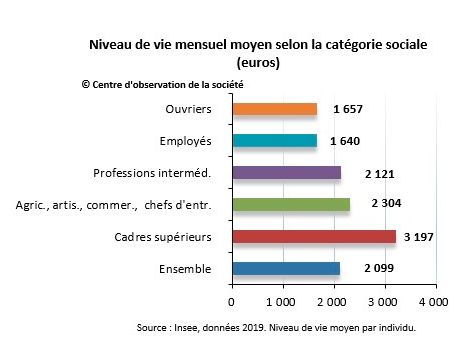 Niveau de vie mensuel moyen selon la catégorie sociale
(euros)
© Centre d'observation de la société
Ouvriers 1 657
Employés 1 640
Professions interméd. 2 121
Agric., artis., commer., chefs d'entr. 2 304
Cadres supérieurs 3 197
Ensemble 2 099
0 1 000 2 000 3 000 4 000
Source : Insee, données 2019. Niveau de vie moyen par individu.